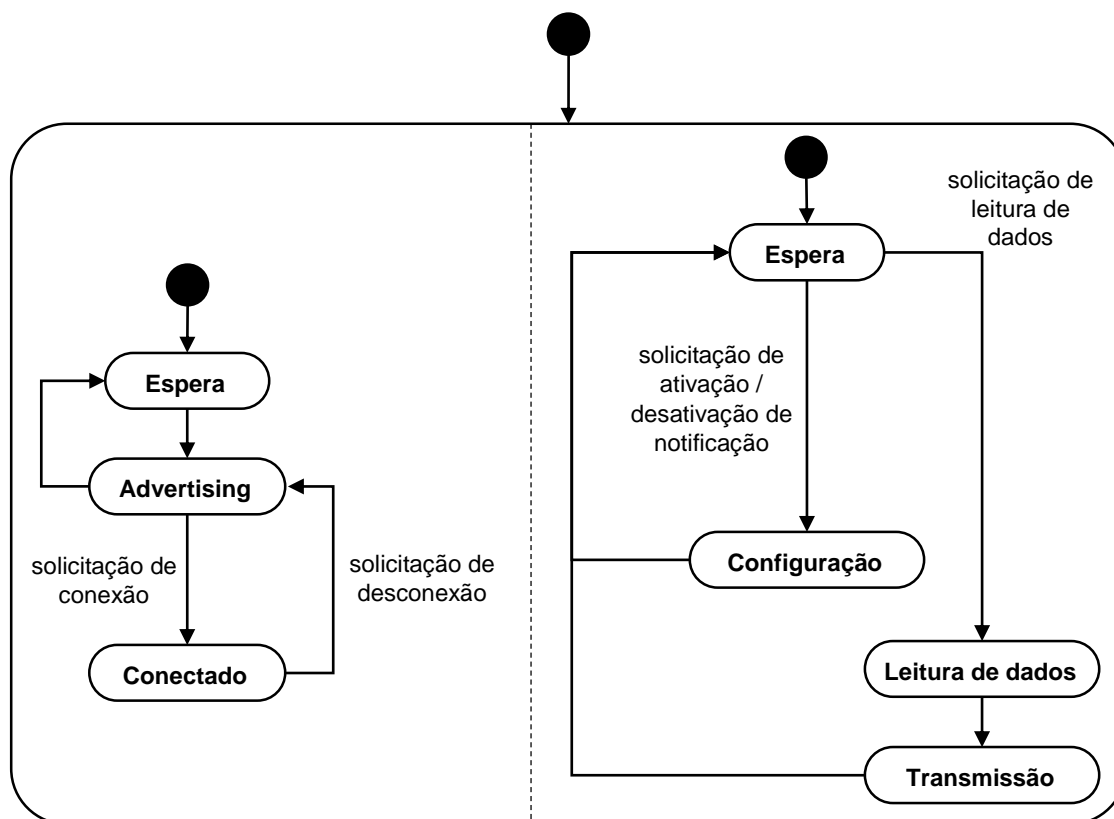 Espera
Advertising
solicitação de
conexão
solicitação de
desconexão
Conectado
solicitação de
leitura de
dados
Espera
solicitação de
ativação /
desativação de
notificação
Configuração
Leitura de dados
Transmissão